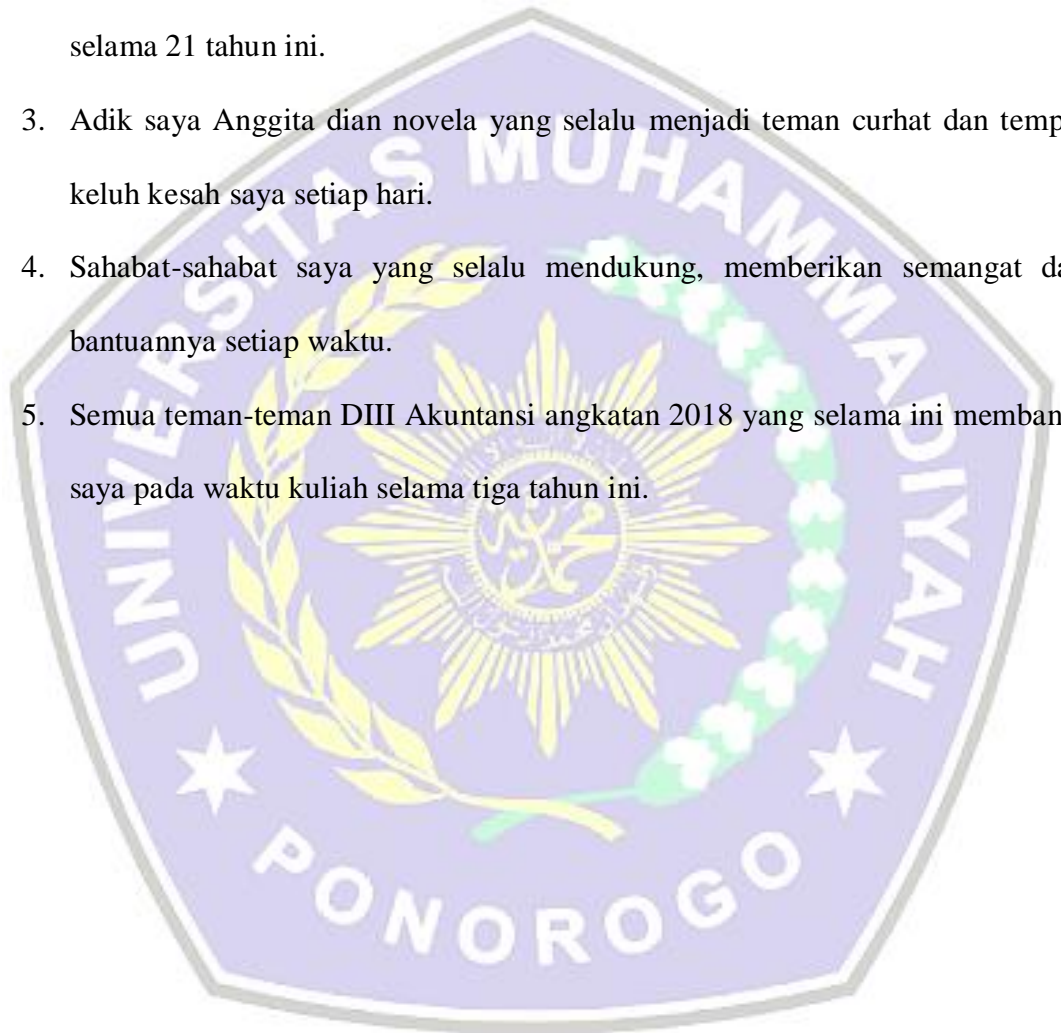 selama 21 tahun ini.
3. Adik saya Anggita dian novela yang selalu menjadi teman curhat dan temp
keluh kesah saya setiap hari.
4. Sahabat-sahabat saya yang selalu mendukung, memberikan semangat da
bantuannya setiap waktu.
5. Semua teman-teman DIII Akuntansi angkatan 2018 yang selama ini memban
saya pada waktu kuliah selama tiga tahun ini.
UNIVERSITAS MUHAMMADIYAH
PONOROGO